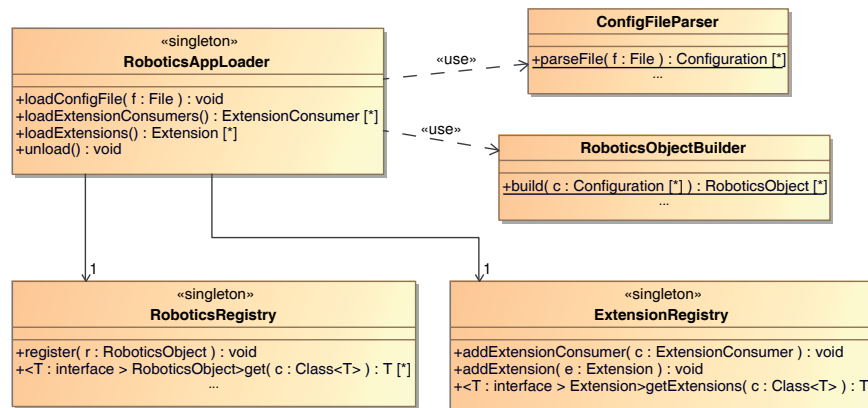 «singleton»
RoboticsAppLoader
+loadConfigFile( f : File ) : void
+loadExtensionConsumers() : ExtensionConsumer [*]
+loadExtensions() : Extension [*]
+unload() : void
«use»
«use»
ConfigFileParser
+parseFile( f : File ) : Configuration [*]
...
RoboticsObjectBuilder
+build( c : Configuration [*] ) : RoboticsObject [*]
...
1
1
«singleton»
RoboticsRegistry
+register( r : RoboticsObject ) : void
+<T : interface > RoboticsObject>get( c : Class<T> ) : T [*]
...
«singleton»
ExtensionRegistry
+addExtensionConsumer( c : ExtensionConsumer ) : void
+addExtension( e : Extension ) : void
+<T : interface > Extension>getExtensions( c : Class<T> ) : T